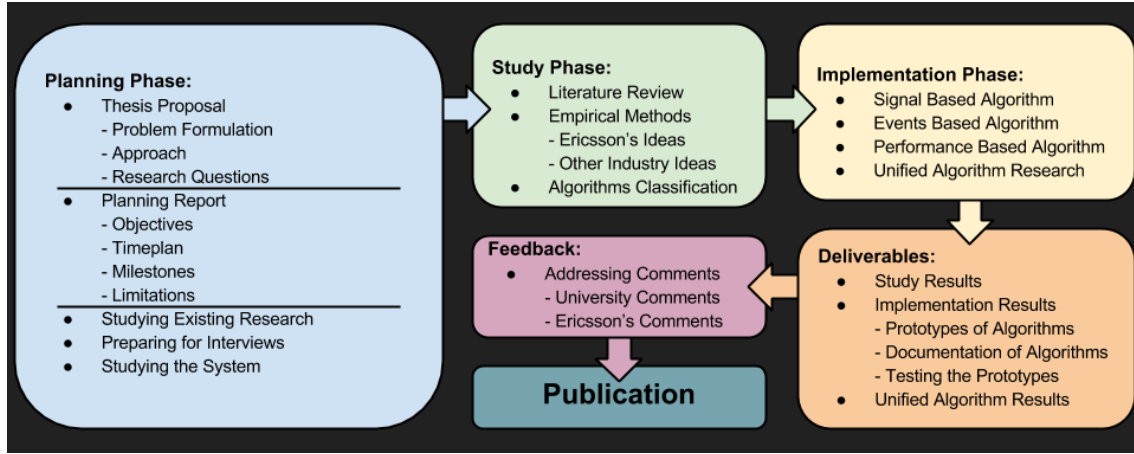 Planning Phase:
● Thesis Proposal
- Problem Formulation
- Approach
- Research Questions
● Planning Report
- Objectives
- Timeplan
- Milestones
- Limitations
● Studying Existing Research
● Preparing for Interviews
● Studying the System
Study Phase:
● Literature Review
● Empirical Methods
- Ericsson's Ideas
- Other Industry Ideas
● Algorithms Classification
Implementation Phase:
● Signal Based Algorithm
● Events Based Algorithm
● Performance Based Algorithm
● Unified Algorithm Research
Deliverables:
● Study Results
● Implementation Results
- Prototypes of Algorithms
- Documentation of Algorithms
- Testing the Prototypes
● Unified Algorithm Results
Feedback:
● Addressing Comments
- University Comments
- Ericsson's Comments
Publication